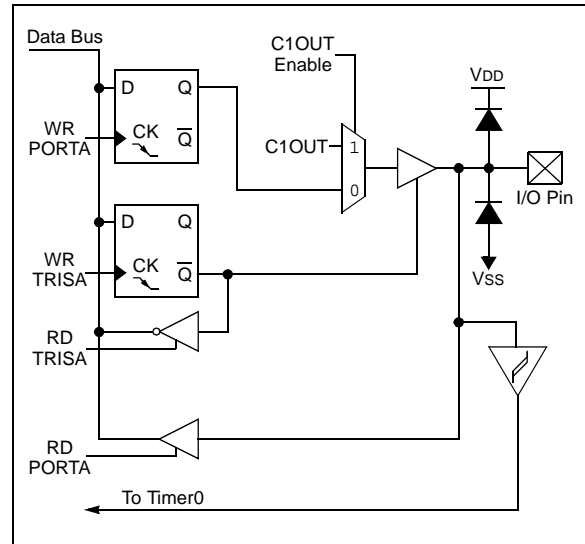 Data Bus
C1OUT
Enable
VDD
D Q
WR
PORTA
CK
Q
C1OUT
1
0
I/O Pin
D Q
WR
TRISA
CK
Q
VSS
RD
TRISA
RD
PORTA
To Timer0